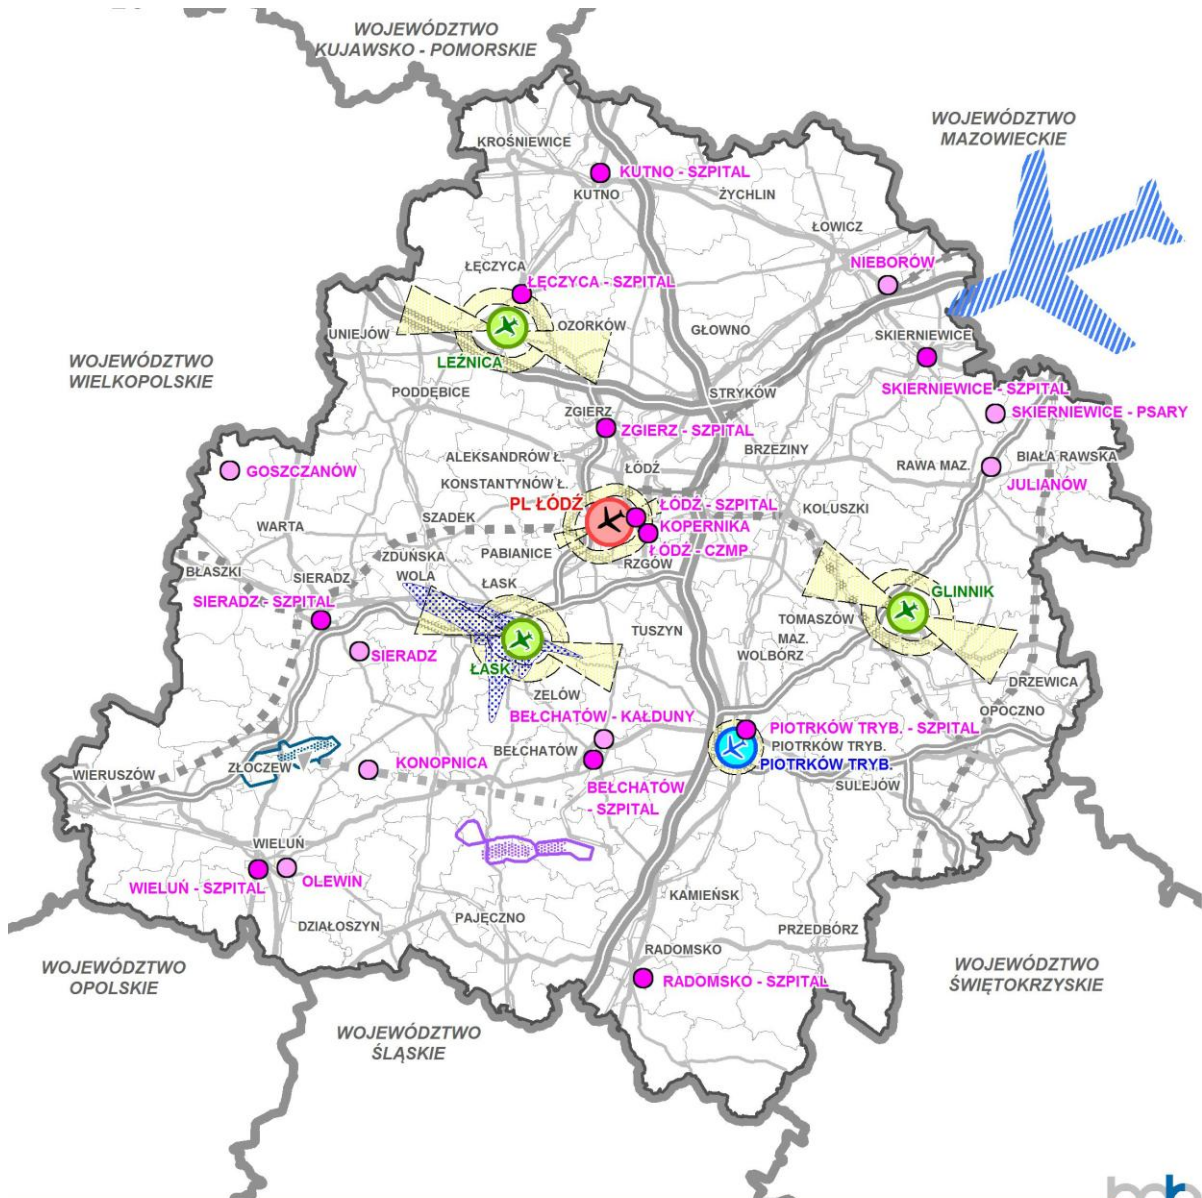 WOJEWÓDZTWO
KUJAWSKO - POMORSKIE
WOJEWÓDZTWO
MAZOWIECKIE
KROŚNIEWICE
KUTNO - SZPITAL
KUTNO
ŻYCHLIN
ŁOWICZ
NIEBORÓW
ŁĘCZYCA
ŁĘCZYCA - SZPITAL
OZORKÓW
GŁOWNO
UNIEJÓW
SKIERNIEWICE
LEŹNICA
WOJEWÓDZTWO
WIELKOPOLSKIE
PODDĘBICE
STRYKÓW
SKIERNIEWICE - SZPITAL
ZGIERZ
SKIERNIEWICE - PSARY
ZGIERZ - SZPITAL
BRZEZINY
ALEKSANDRÓW Ł.
BIAŁA RAWSKA
GOSZCZANÓW
ŁÓDŹ
RAWA MAZ.
KONSTANTYNÓW Ł.
JULIANÓW
PL ŁÓDŹ
ŁÓDŹ - SZPITAL
KOPERNIKA
KOLUSZKI
SZADEK
WARTA
ŁÓDŹ - CZMP
ZDUŃSKA
WOLA
PABIANICE
RZGÓW
BŁASZKI
SIERADZ
ŁASK
GLINNIK
SIERADZ - SZPITAL
TOMASZÓW
MAZ.
TUSZYN
SIERADZ
WOLBÓRZ
ŁASK
DRZEWICA
ZELÓW
OPOCZNO
BEŁCHATÓW - KAŁDUNY
PIOTRKÓW TRYB. - SZPITAL
BEŁCHATÓW
PIOTRKÓW TRYB.
KONOPNICA
PIOTRKÓW TRYB.
ZŁOCZEW
WIERUSZÓW
BEŁCHATÓW
- SZPITAL
SULEJÓW
WIELUŃ
OLEWIN
WIELUŃ - SZPITAL
KAMIEŃSK
PAJĘCZNO
DZIAŁOSZYN
PRZEDBÓRZ
RADOMSKO
WOJEWÓDZTWO
OPOLSKIE
WOJEWÓDZTWO
ŚWIĘTOKRZYSKIE
RADOMSKO - SZPITAL
WOJEWÓDZTWO
ŚLĄSKIE